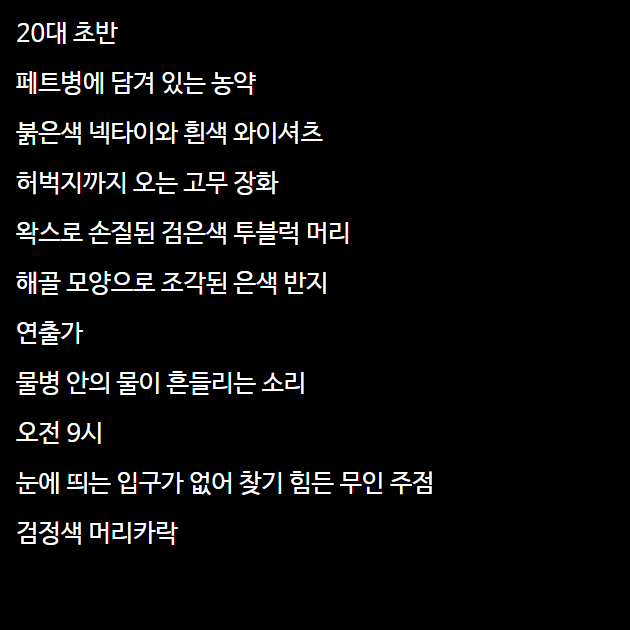 20대 초반
페트병에 담겨 있는 농약
붉은색 넥타이와 흰색 와이셔츠
허벅지까지 오는 고무 장화
왁스로 손질된 검은색 투블럭 머리
해골 모양으로 조각된 은색 반지
연출가
물병 안의 물이 흔들리는 소리
오전 9시
눈에 띄는 입구가 없어 찾기 힘든 무인 주점
검정색 머리카락